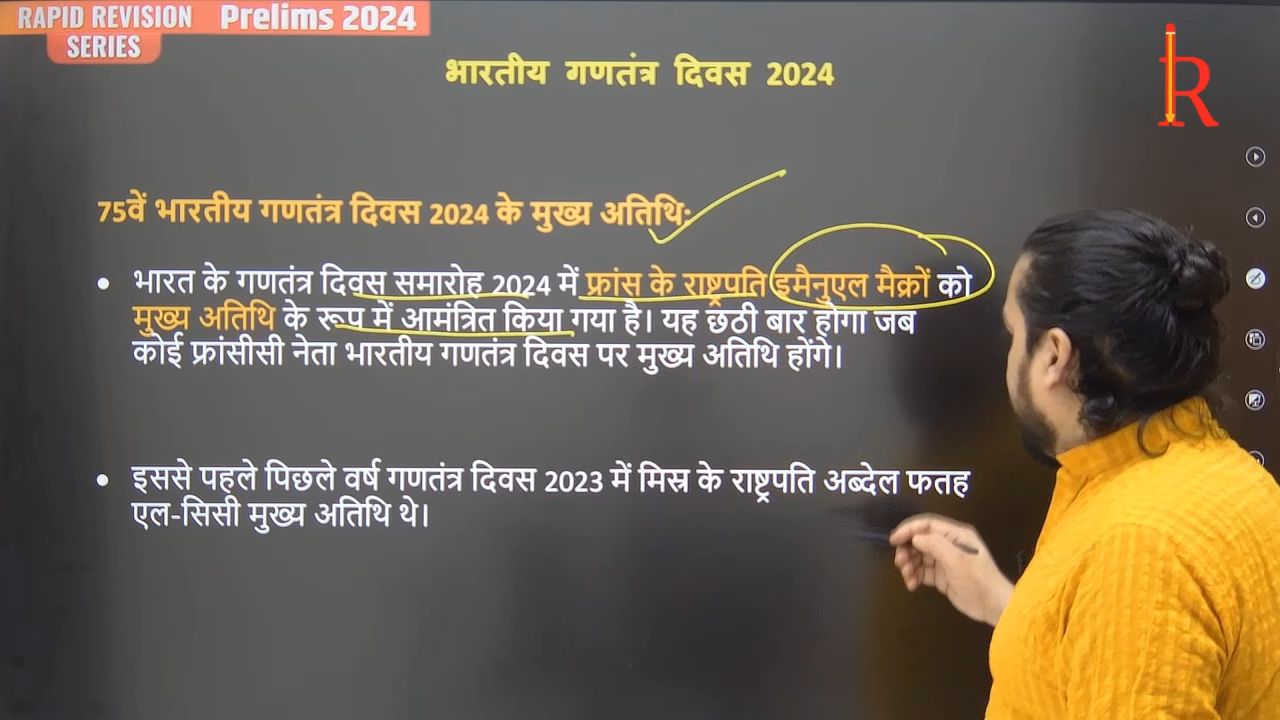 RAPID REVISION Prelims 2024
SERIES
भारतीय गणतंत्र दिवस 2024
R
75वें भारतीय गणतंत्र दिवस 2024 के मुख्य अतिथि:
• भारत के गणतंत्र दिवस समारोह 2024 में फ्रांस के राष्ट्रपति इमैनुएल मैक्रों को
मुख्य अतिथि के रूप में आमंत्रित किया गया है। यह छठी बार होगा जब
कोई फ्रांसीसी नेता भारतीय गणतंत्र दिवस पर मुख्य अतिथि होंगे।
• इससे पहले पिछले वर्ष गणतंत्र दिवस 2023 में मिस्र के राष्ट्रपति अब्देल फतह
एल-सिसी मुख्य अतिथि थे।